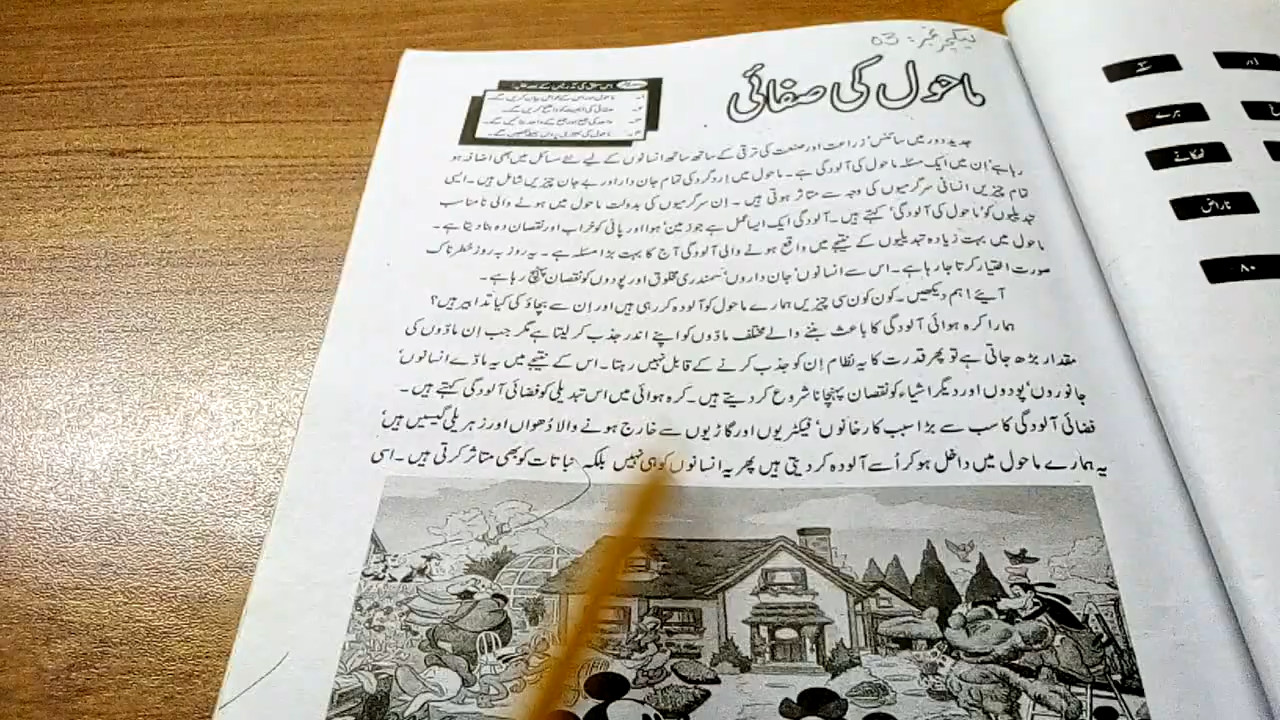 لیکچر نمبر: 03
ماحول کی صفائی
جدید دور میں سائنس‘ زراعت اور صنعت کی ترقی کے ساتھ ساتھ انسانوں کے لیے نئے مسائل میں بھی اضافہ ہو
رہا ہے‘ اِن میں ایک مسئلہ ماحول کی آلودگی ہے۔ ماحول میں اِردگرد کی تمام جان دار اور بے جان چیزیں شامل ہیں۔ ایسی
تمام چیزیں انسانی سرگرمیوں کی وجہ سے متاثر ہوتی ہیں۔ اِن سرگرمیوں کی بدولت ماحول میں ہونے والی نامناسب
تبدیلیوں کو ’ماحول کی آلودگی‘ کہتے ہیں۔ آلودگی ایک ایسا عمل ہے جو زمین‘ ہوا اور پانی کو خراب اور نقصان دہ بنا دیتا ہے۔
ماحول میں بہت زیادہ تبدیلیوں کے نتیجے میں واقع ہونے والی آلودگی آج کا بہت بڑا مسئلہ ہے۔ یہ روز بہ روز خطرناک
صورت اختیار کرتا جا رہا ہے۔ اس سے انسانوں‘ جان داروں‘ سمندری مخلوق اور پودوں کو نقصان پہنچ رہا ہے۔
آیئے! ہم دیکھیں۔ کون کون سی چیزیں ہمارے ماحول کو آلودہ کر رہی ہیں اور اِن سے بچاؤ کی کیا تدابیر ہیں؟
ہمارا کرہ ہوائی آلودگی کا باعث بننے والے مختلف مادّوں کو اپنے اندر جذب کر لیتا ہے مگر جب اِن مادّوں کی
مقدار بڑھ جاتی ہے تو پھر قدرت کا یہ نظام اِن کو جذب کرنے کے قابل نہیں رہتا۔ اس کے نتیجے میں یہ مادے انسانوں‘
جانوروں‘ پودوں اور دیگر اشیاء کو نقصان پہنچانا شروع کر دیتے ہیں۔ کرہ ہوائی میں اس تبدیلی کو فضائی آلودگی کہتے ہیں۔
فضائی آلودگی کا سب سے بڑا سبب کارخانوں‘ فیکٹریوں اور گاڑیوں سے خارج ہونے والا دُھواں اور زہریلی گیسیں ہیں‘
یہ ہمارے ماحول میں داخل ہو کر اُسے آلودہ کر دیتی ہیں پھر یہ انسانوں کو ہی نہیں بلکہ نباتات کو بھی متاثر کرتی ہیں۔ اسی
ہرے
ٹھکانے
ناراض
۸۰